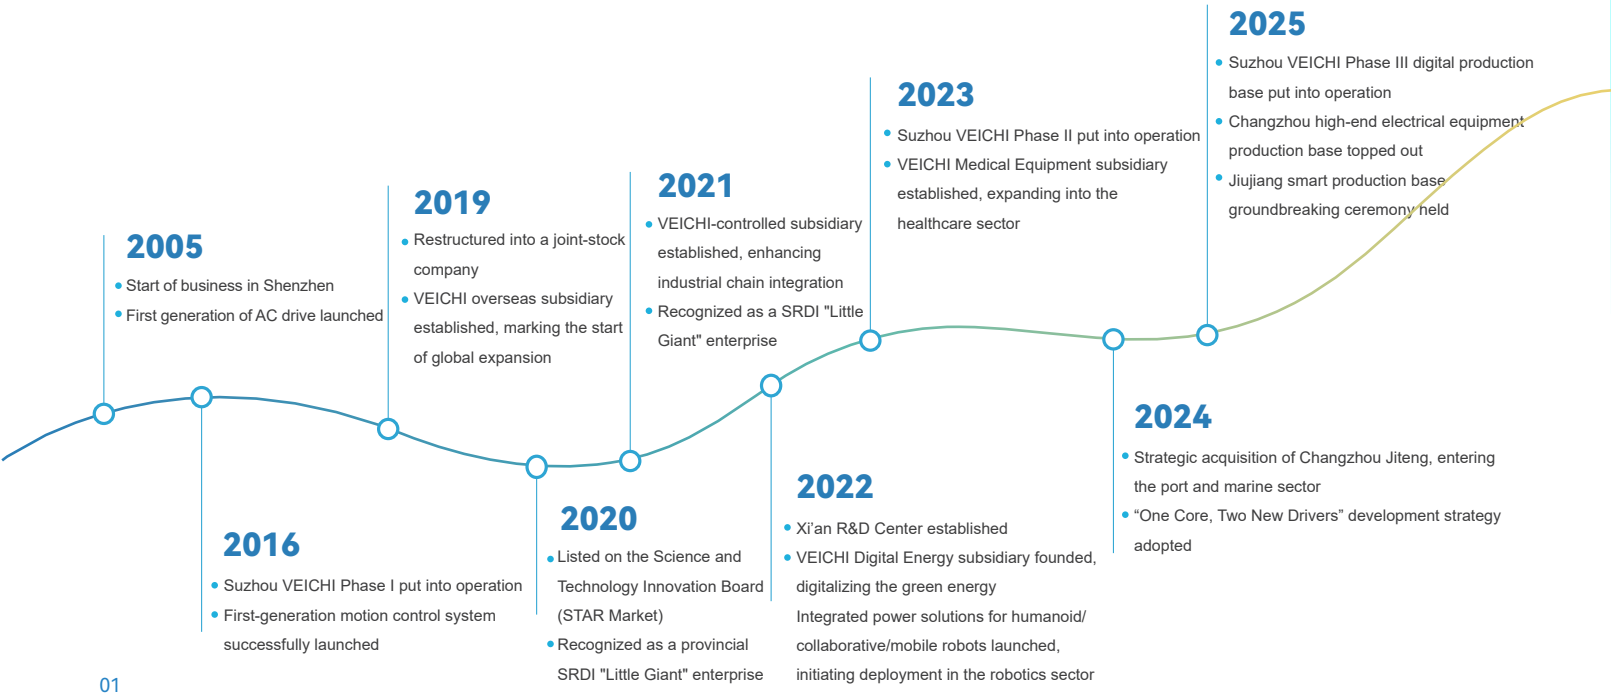 2005
Start of business in Shenzhen
First generation of AC drive launched
2016
Suzhou VEICHI Phase I put into operation
First-generation motion control system
successfully launched
2019
Restructured into a joint-stock
company
VEICHI overseas subsidiary
established, marking the start
of global expansion
2020
Listed on the Science and
Technology Innovation Board
(STAR Market)
Recognized as a provincial
SRDI "Little Giant" enterprise
2021
VEICHI-controlled subsidiary
established, enhancing
industrial chain integration
Recognized as a SRDI "Little
Giant" enterprise
2022
Xi'an R&D Center established
VEICHI Digital Energy subsidiary founded,
digitalizing the green energy
Integrated power solutions for humanoid/
collaborative/mobile robots launched,
initiating deployment in the robotics sector
2023
Suzhou VEICHI Phase II put into operation
VEICHI Medical Equipment subsidiary
established, expanding into the
healthcare sector
2024
Strategic acquisition of Changzhou Jiteng, entering
the port and marine sector
“One Core, Two New Drivers” development strategy
adopted
2025
Suzhou VEICHI Phase III digital production
base put into operation
Changzhou high-end electrical equipment
production base topped out
Jiujiang smart production base
groundbreaking ceremony held
01